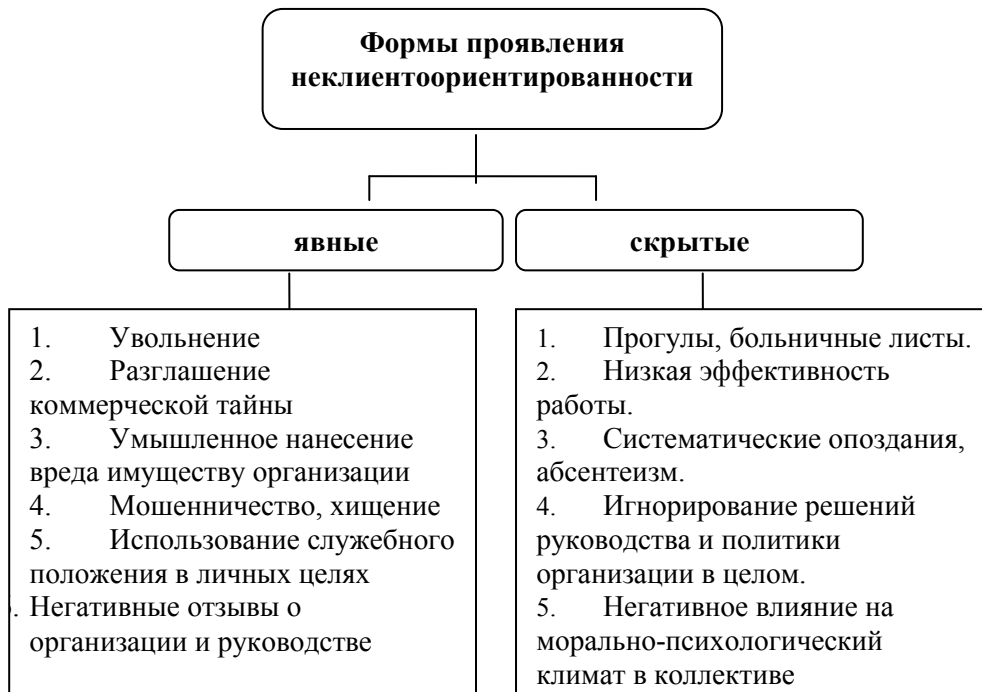 Формы проявления
неклиентоориентированности
явные
скрытые
1. Увольнение
2. Разглашение
коммерческой тайны
3. Умышленное нанесение
вреда имуществу организации
4. Мошенничество, хищение
5. Использование служебного
положения в личных целях
. Негативные отзывы о
организации и руководстве
1. Прогулы, больничные листы.
2. Низкая эффективность
работы.
3. Систематические опоздания,
абсентеизм.
4. Игнорирование решений
руководства и политики
организации в целом.
5. Негативное влияние на
морально-психологический
климат в коллективе